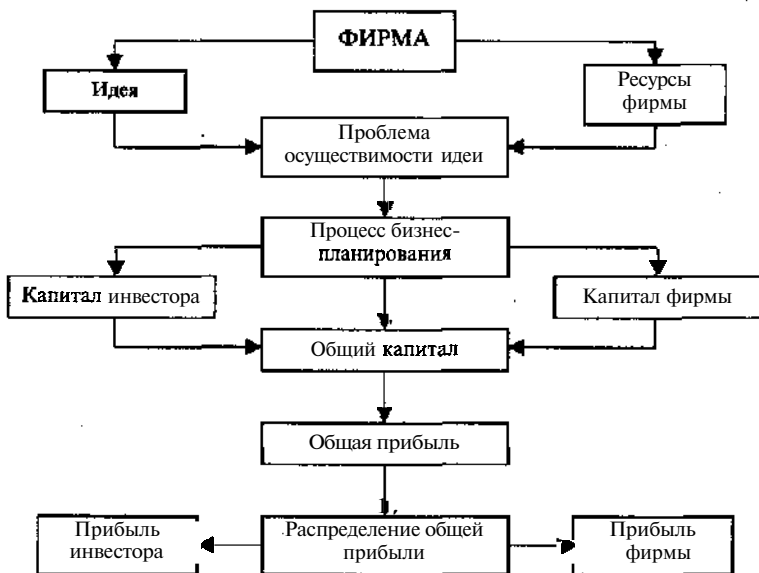 ФИРМА
Идея
Ресурсы
фирмы
Проблема
осуществимости идеи
Процесс бизнес-
планирования
Капитал инвестора
Капитал фирмы
Общий капитал
Общая прибыль
Прибыль
инвестора
Распределение общей
прибыли
Прибыль
фирмы